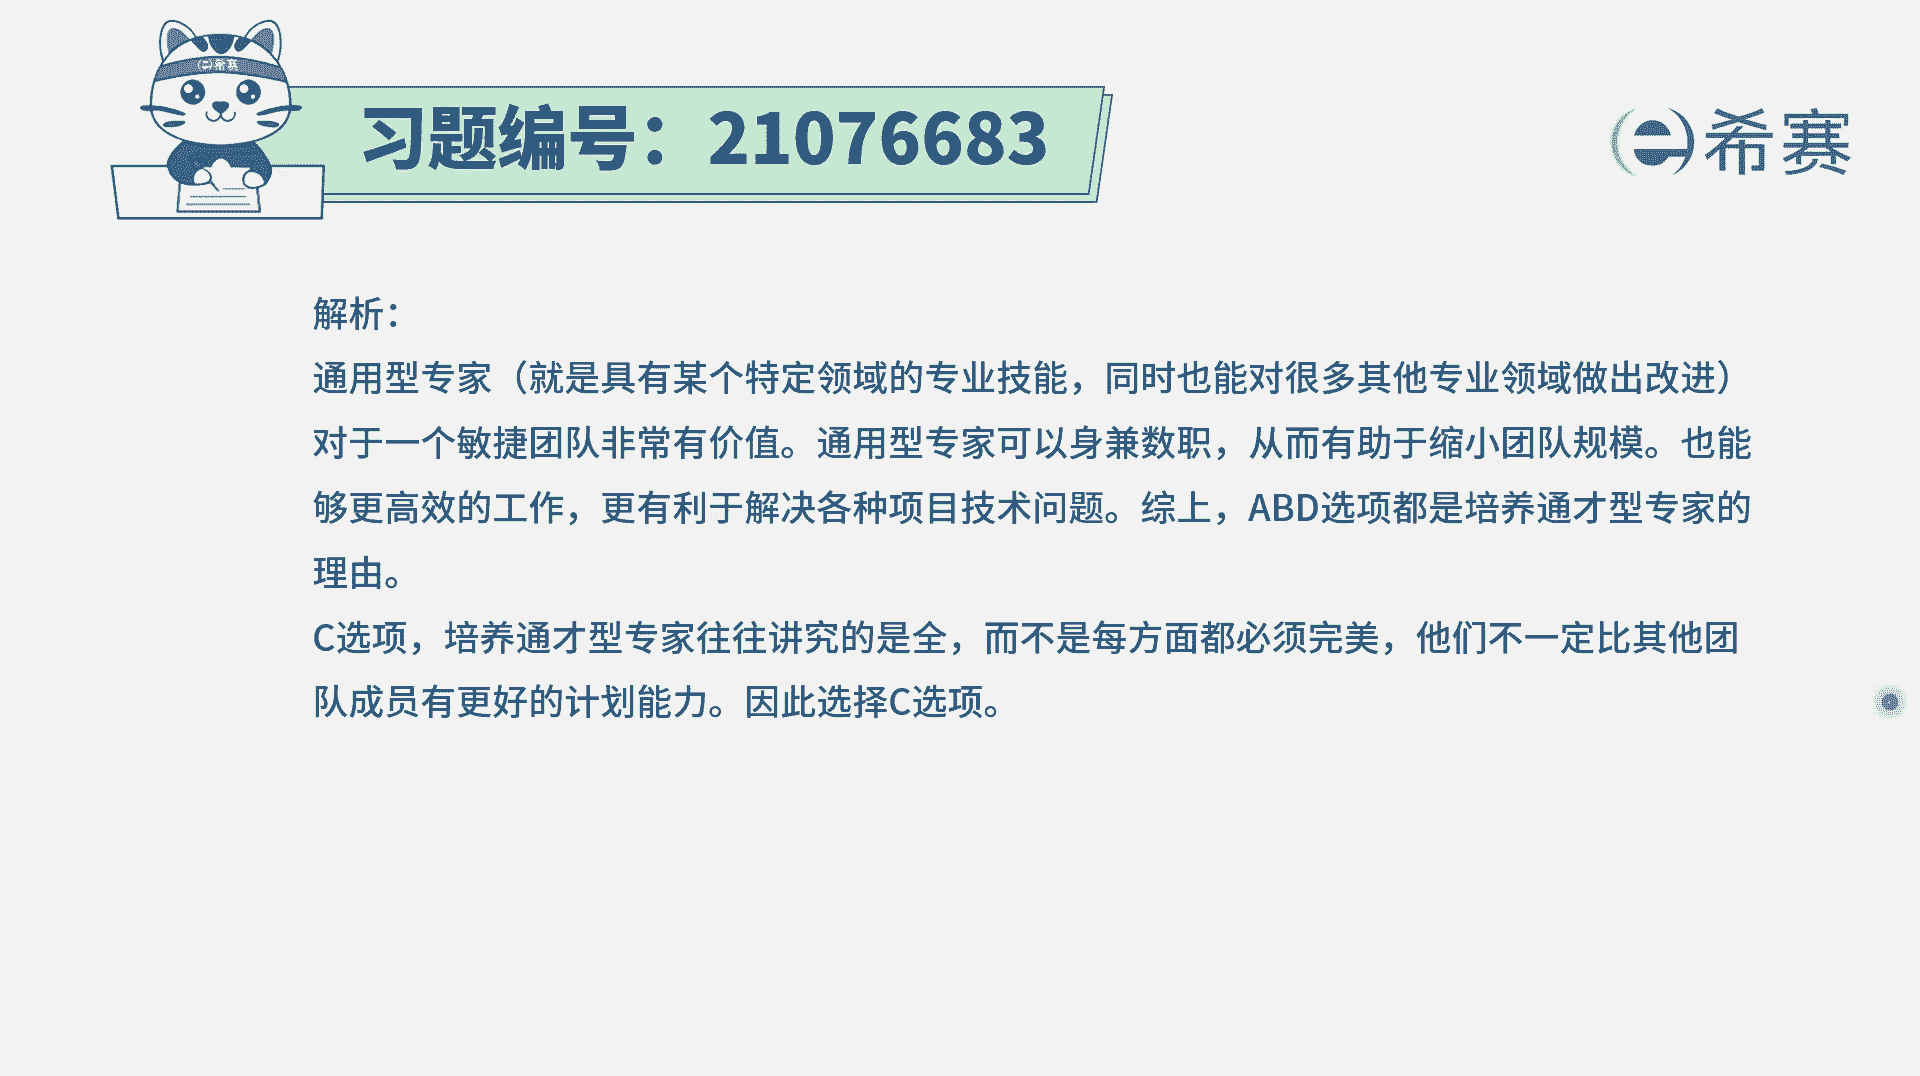 希赛
习题编号：21076683
希赛
解析：
通用型专家（就是具有某个特定领域的专业技能，同时也能对很多其他专业领域做出改进）
对于一个敏捷团队非常有价值。通用型专家可以身兼数职，从而有助于缩小团队规模。也能
够更高效的工作，更有利于解决各种项目技术问题。综上，ABD选项都是培养通才型专家的
理由。
C选项，培养通才型专家往往讲究的是全，而不是每方面都必须完美，他们不一定比其他团
队成员有更好的计划能力。因此选择C选项。